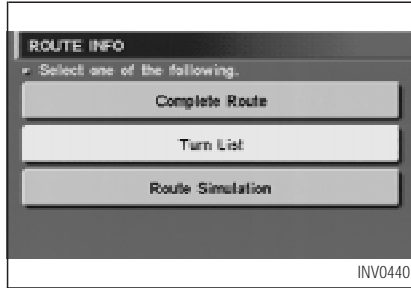 ROUTE INFO
Select one of the following.
Complete Route
Turn List
Route Simulation
INV0440